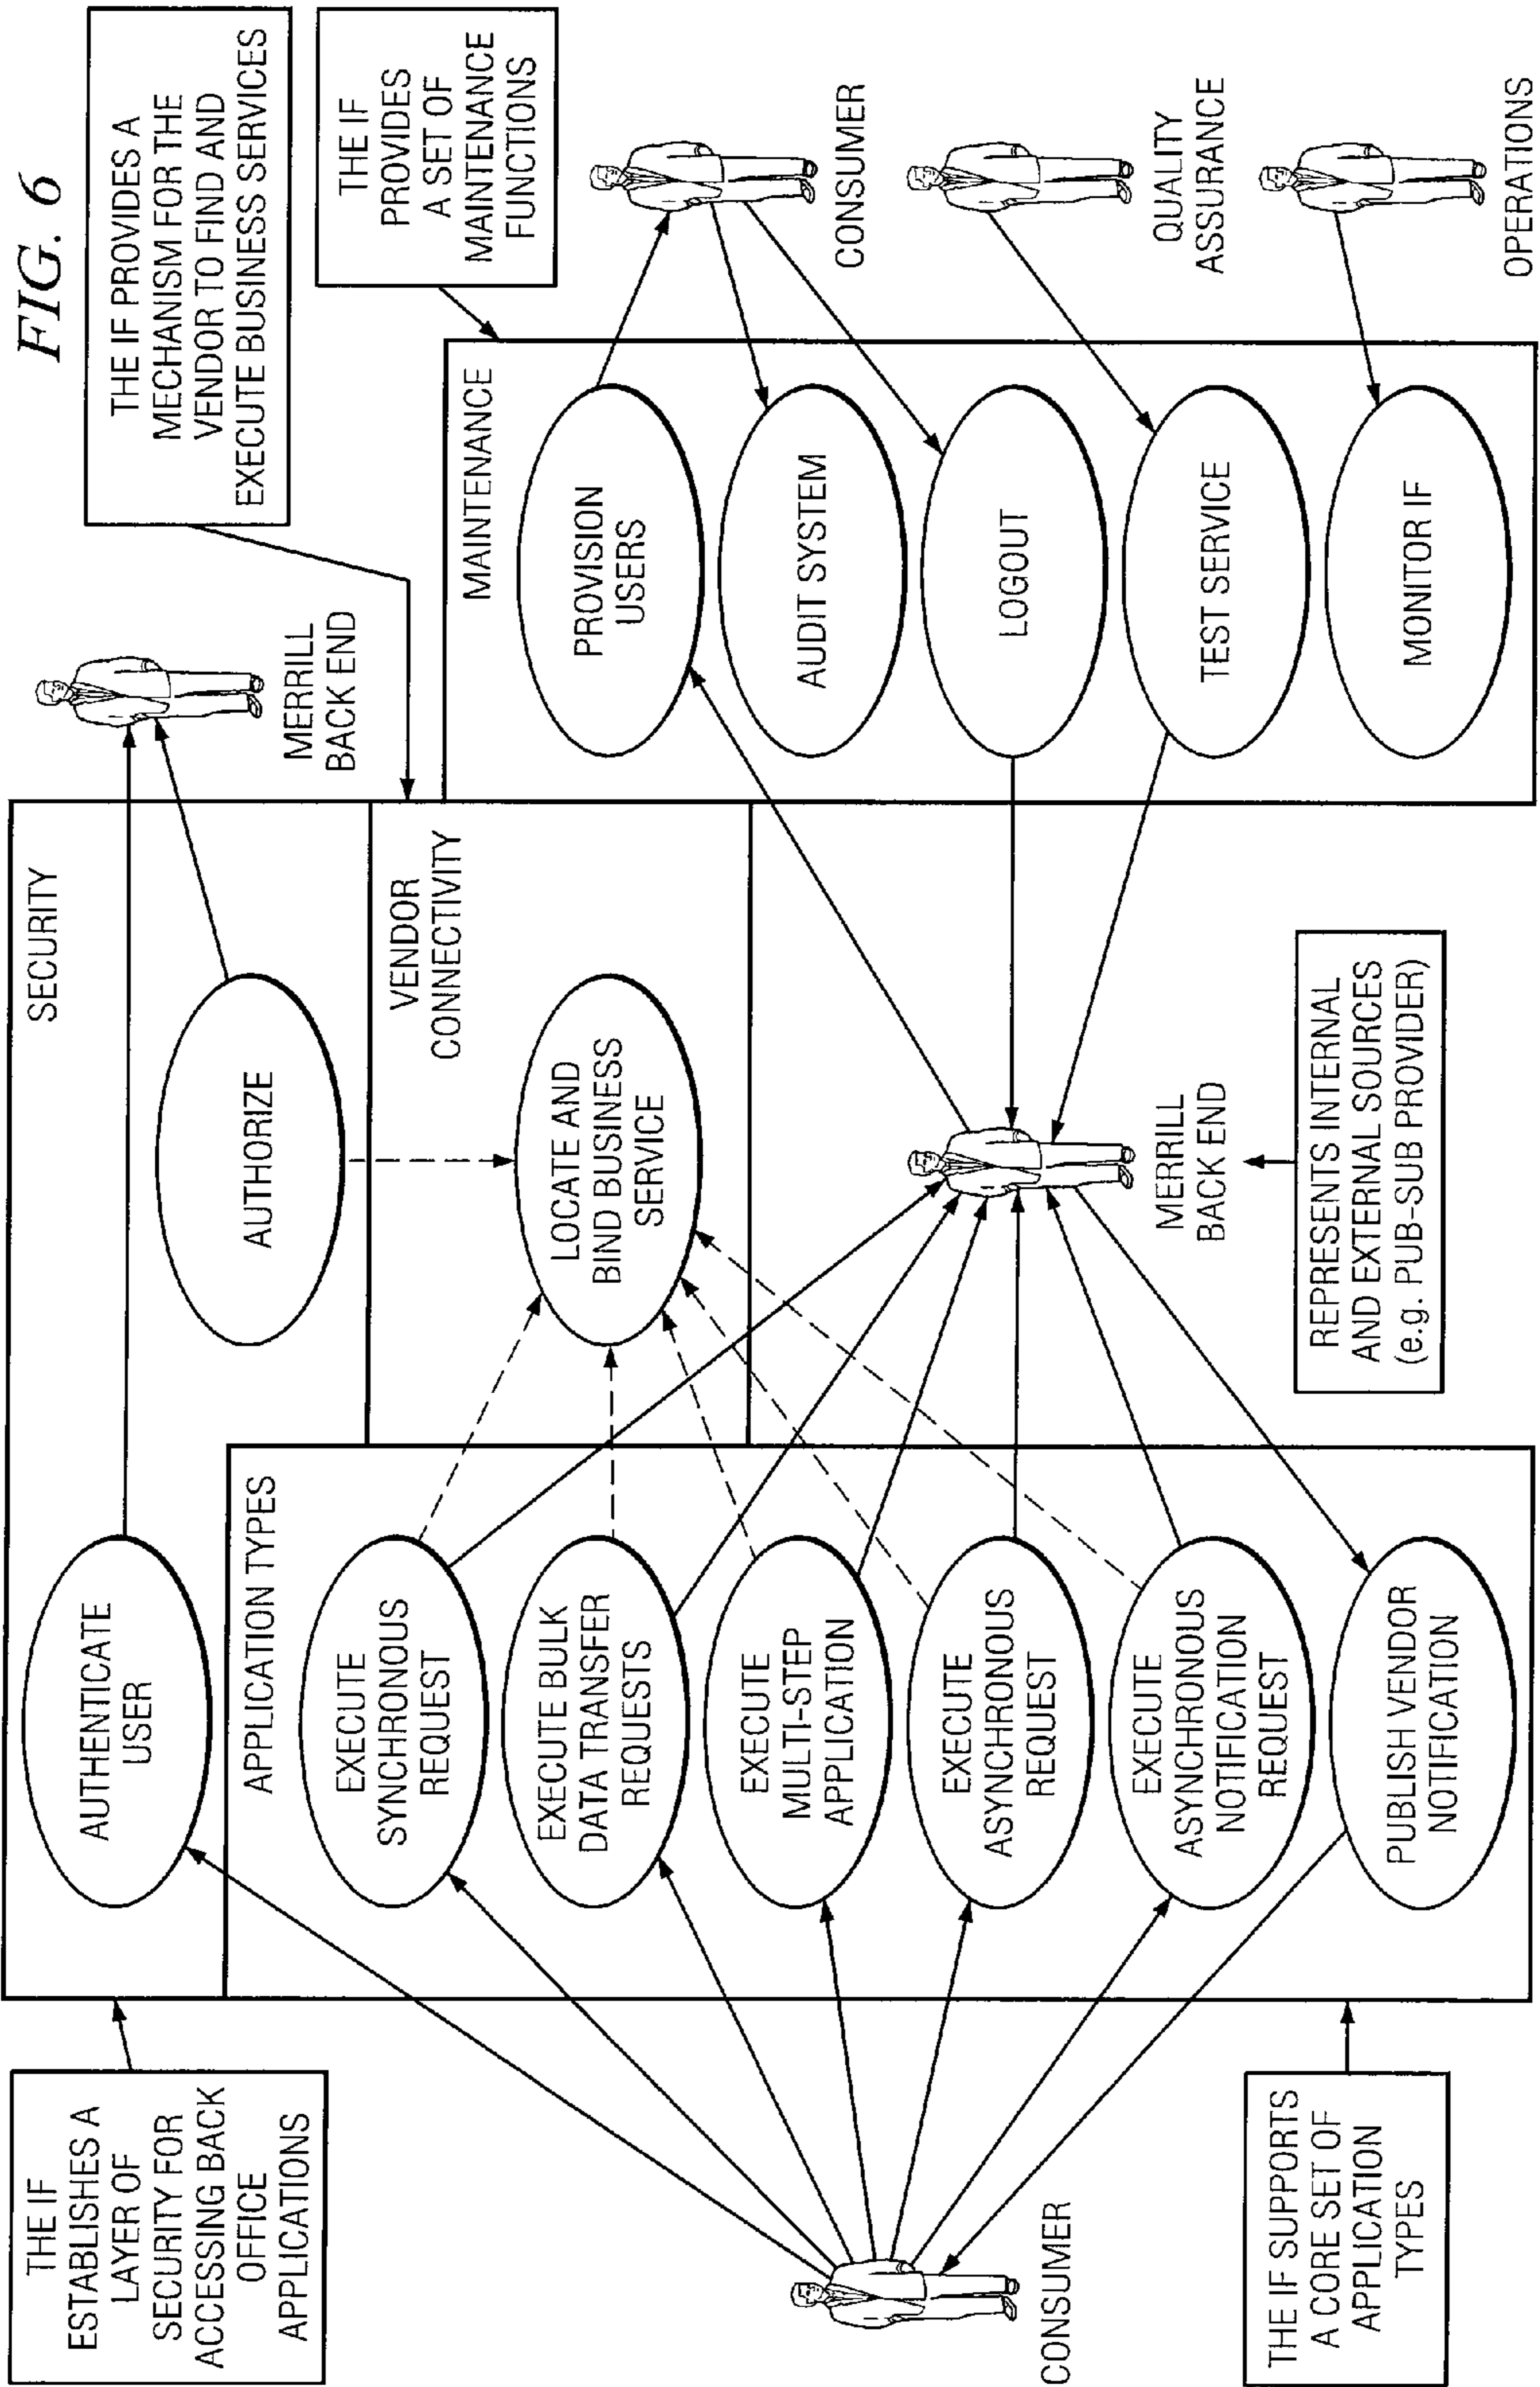 FIG. 6
THE IF
ESTABLISHES A
LAYER OF
SECURITY FOR
ACCESSING BACK
OFFICE
APPLICATIONS
SECURITY
AUTHENTICATE
USER
AUTHORIZE
MERRILL
BACK END
THE IF PROVIDES A
MECHANISM FOR THE
VENDOR TO FIND AND
EXECUTE BUSINESS SERVICES
APPLICATION TYPES
EXECUTE
SYNCHRONOUS
REQUEST
EXECUTE BULK
DATA TRANSFER
REQUESTS
EXECUTE
MULTI-STEP
APPLICATION
EXECUTE
ASYNCHRONOUS
REQUEST
EXECUTE
ASYNCHRONOUS
NOTIFICATION
REQUEST
PUBLISH VENDOR
NOTIFICATION
VENDOR
CONNECTIVITY
LOCATE AND
BIND BUSINESS
SERVICE
MERRILL
BACK END
REPRESENTS INTERNAL
AND EXTERNAL SOURCES
(e.g. PUB-SUB PROVIDER)
THE IF
PROVIDES
A SET OF
MAINTENANCE
FUNCTIONS
MAINTENANCE
PROVISION
USERS
AUDIT SYSTEM
LOGOUT
TEST SERVICE
MONITOR IF
CONSUMER
QUALITY
ASSURANCE
OPERATIONS
CONSUMER
THE IF SUPPORTS
A CORE SET OF
APPLICATION
TYPES